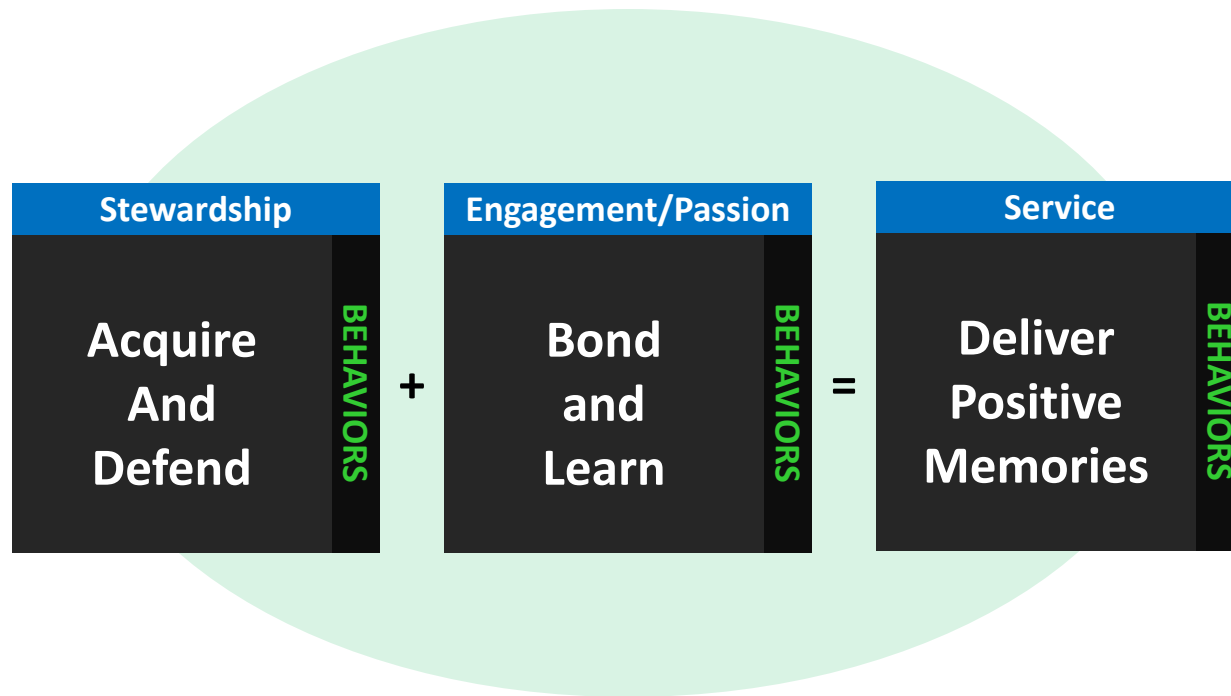 Stewardship
Acquire
And
Defend
BEHAVIORS
+
Engagement/Passion
Bond
and
Learn
BEHAVIORS
=
Service
Deliver
Positive
Memories
BEHAVIORS